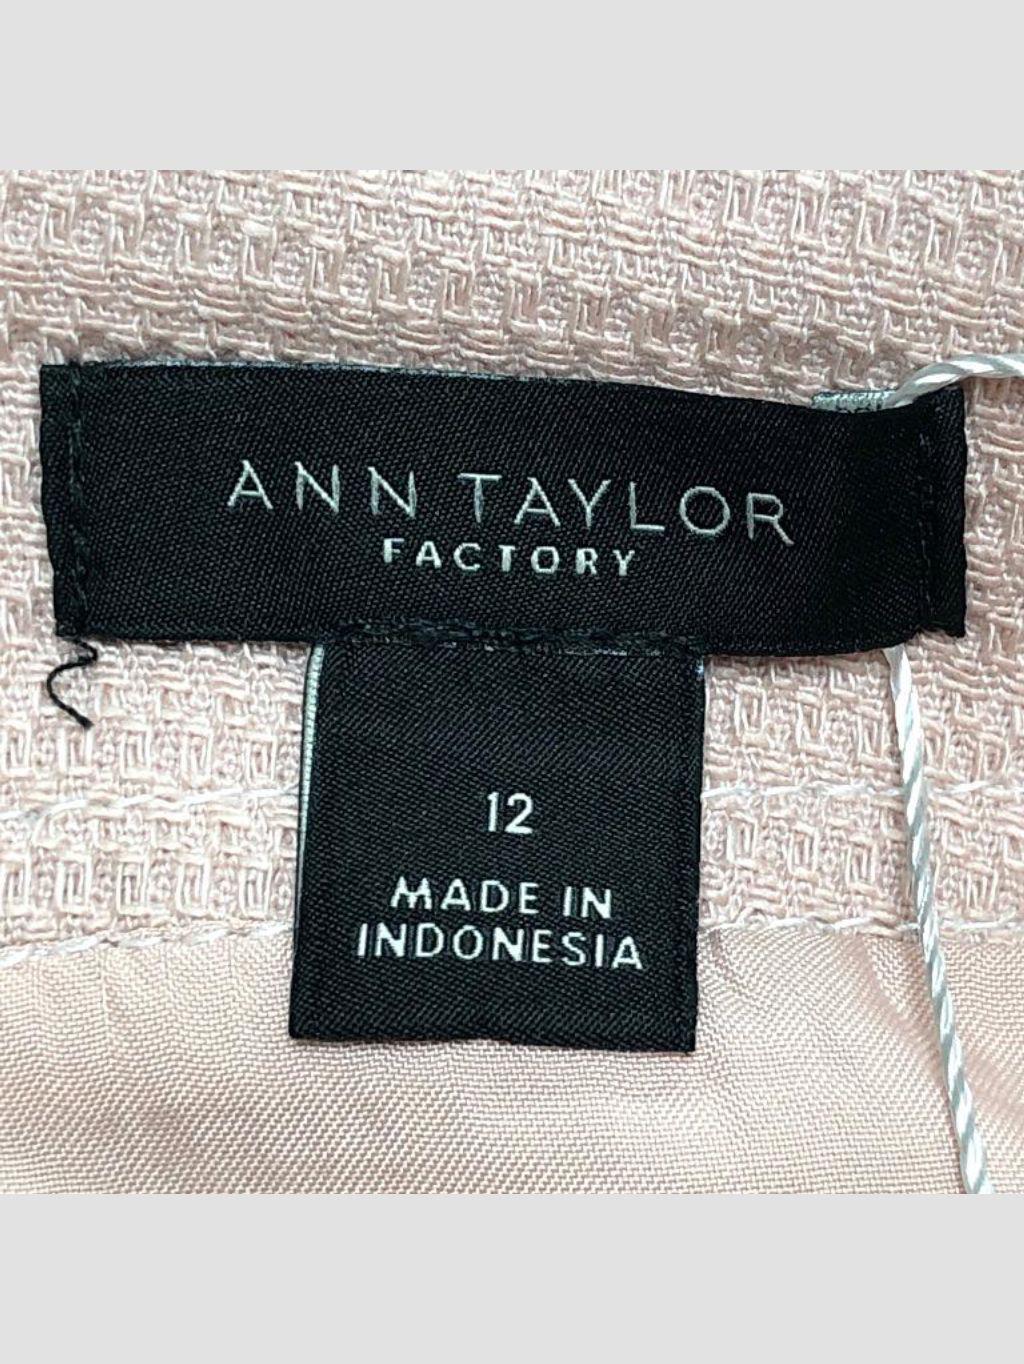 ANN TAYLOR
FACTORY
12
MADE IN
INDONESIA